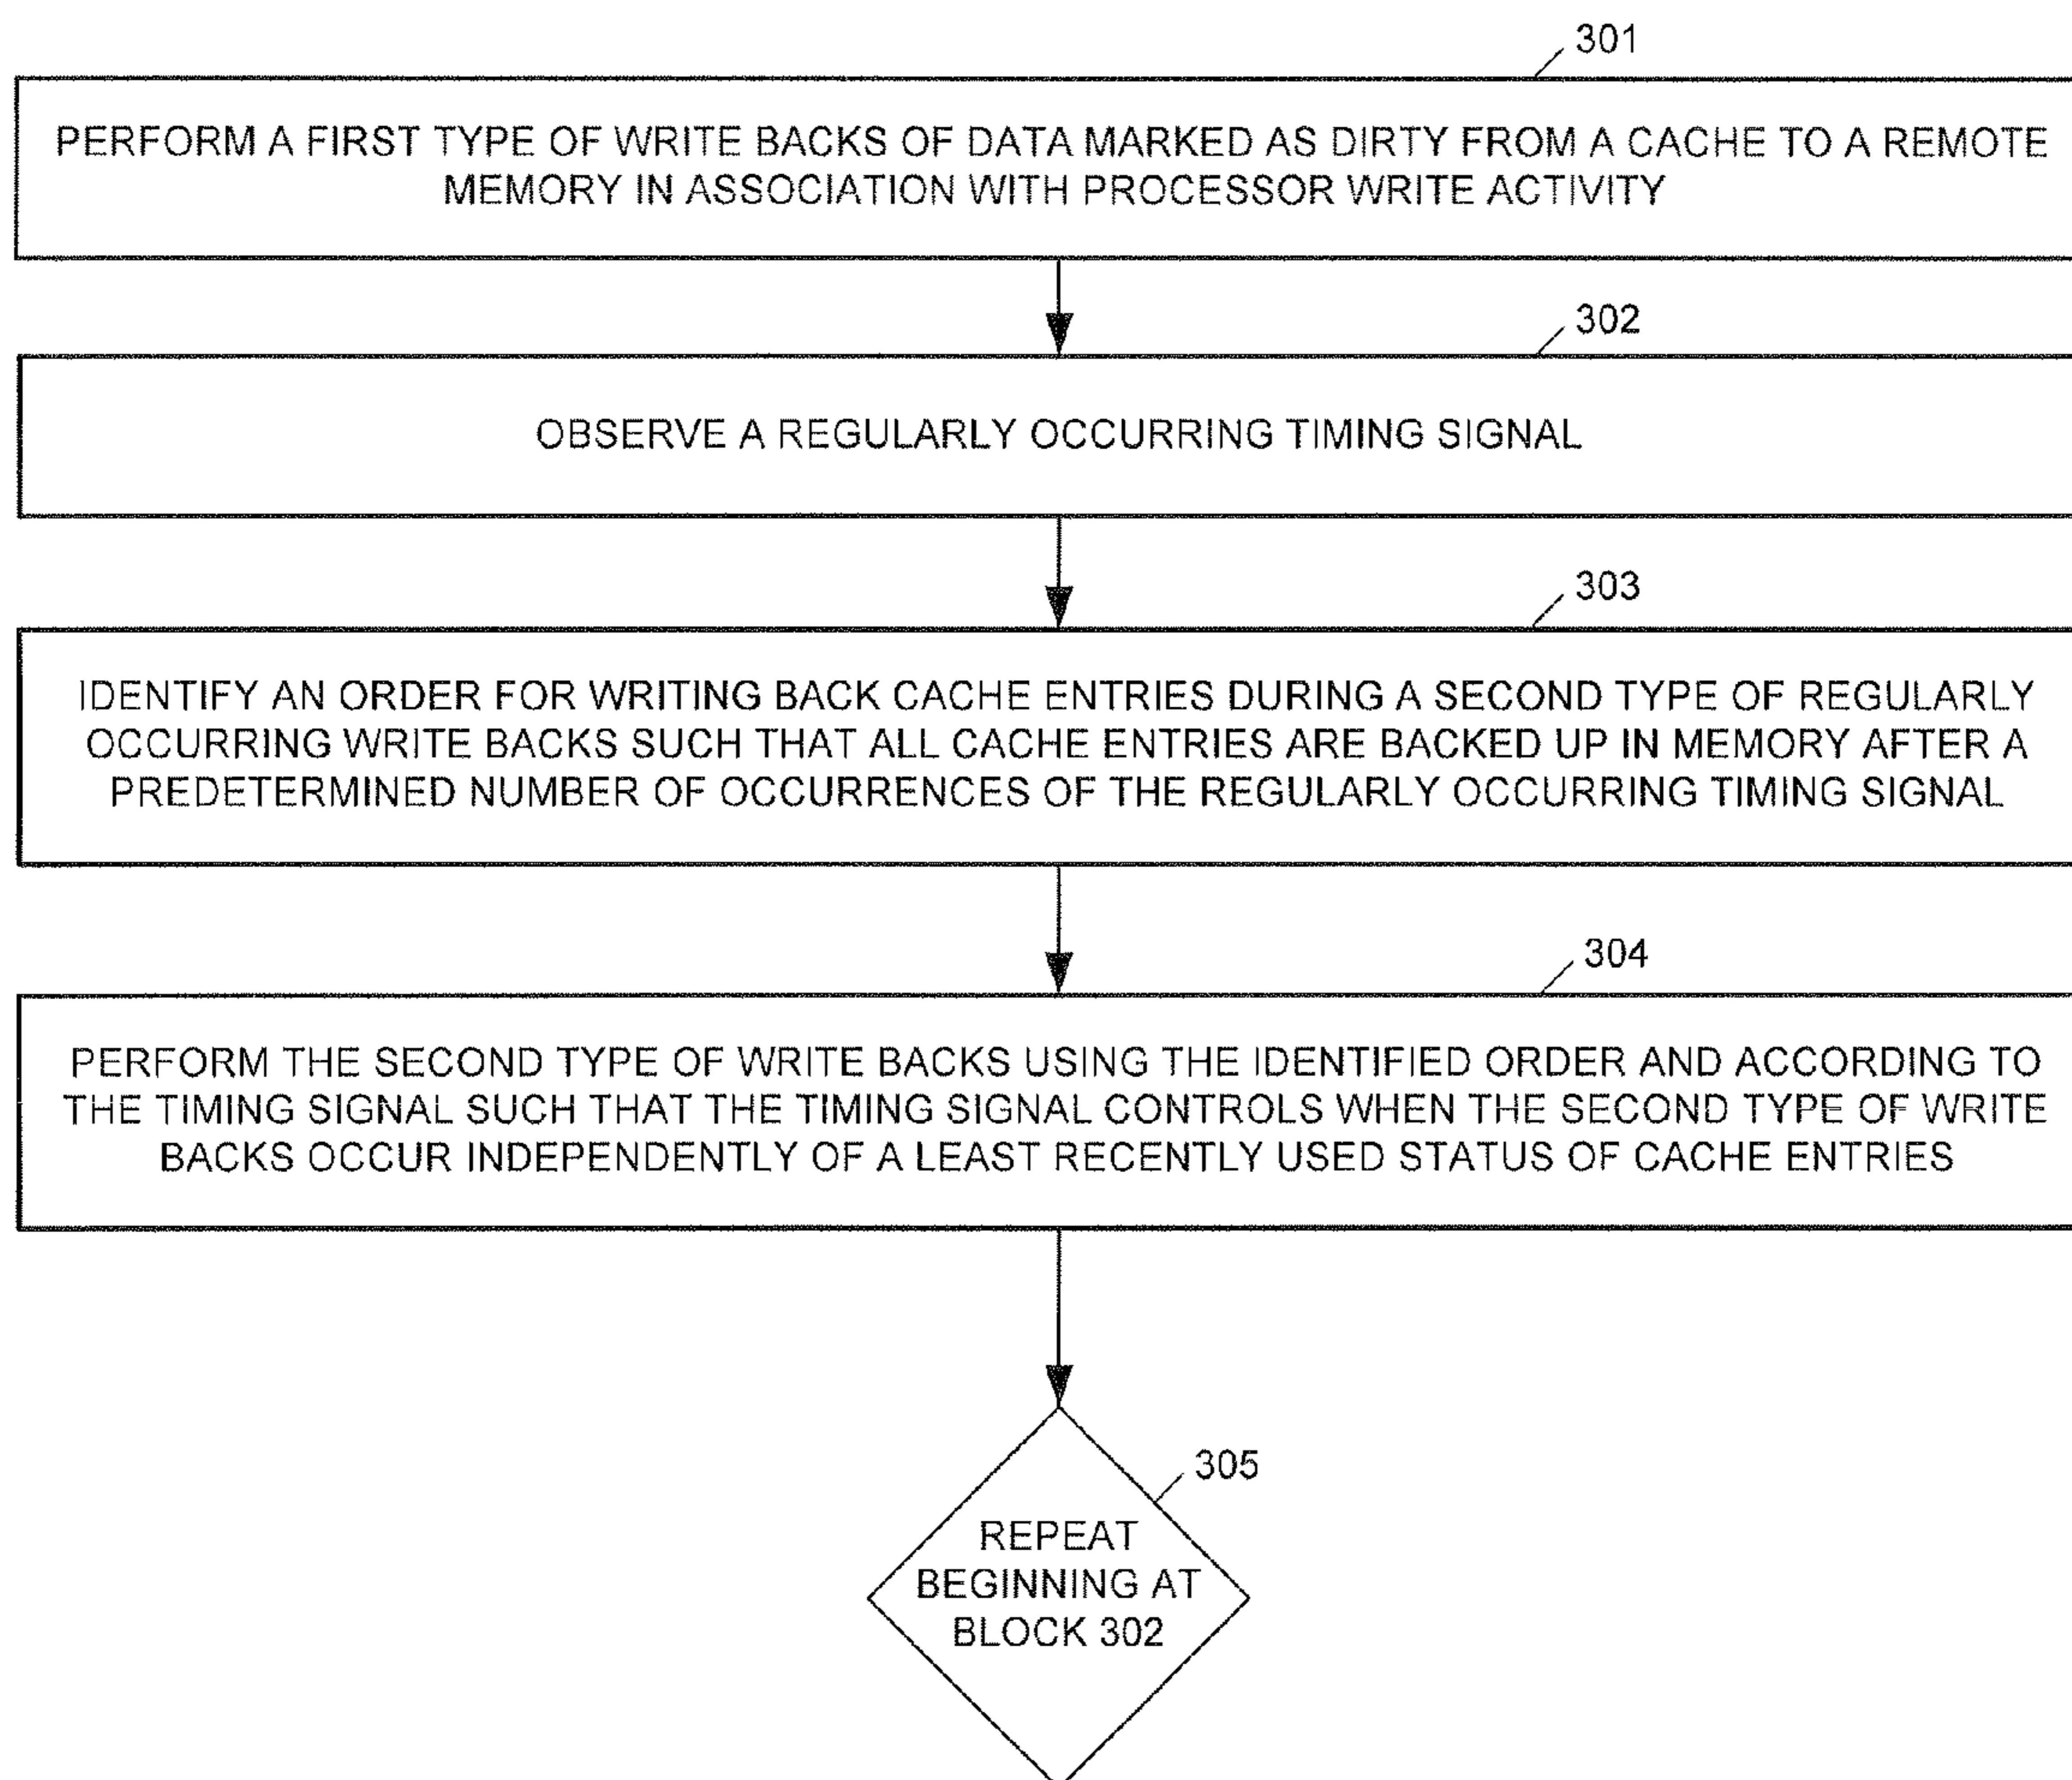 301
PERFORM A FIRST TYPE OF WRITE BACKS OF DATA MARKED AS DIRTY FROM A CACHE TO A REMOTE
MEMORY IN ASSOCIATION WITH PROCESSOR WRITE ACTIVITY
302
OBSERVE A REGULARLY OCCURRING TIMING SIGNAL
303
IDENTIFY AN ORDER FOR WRITING BACK CACHE ENTRIES DURING A SECOND TYPE OF REGULARLY
OCCURRING WRITE BACKS SUCH THAT ALL CACHE ENTRIES ARE BACKED UP IN MEMORY AFTER A
PREDETERMINED NUMBER OF OCCURRENCES OF THE REGULARLY OCCURRING TIMING SIGNAL
304
PERFORM THE SECOND TYPE OF WRITE BACKS USING THE IDENTIFIED ORDER AND ACCORDING TO
THE TIMING SIGNAL SUCH THAT THE TIMING SIGNAL CONTROLS WHEN THE SECOND TYPE OF WRITE
BACKS OCCUR INDEPENDENTLY OF A LEAST RECENTLY USED STATUS OF CACHE ENTRIES
305
REPEAT
BEGINNING AT
BLOCK 302